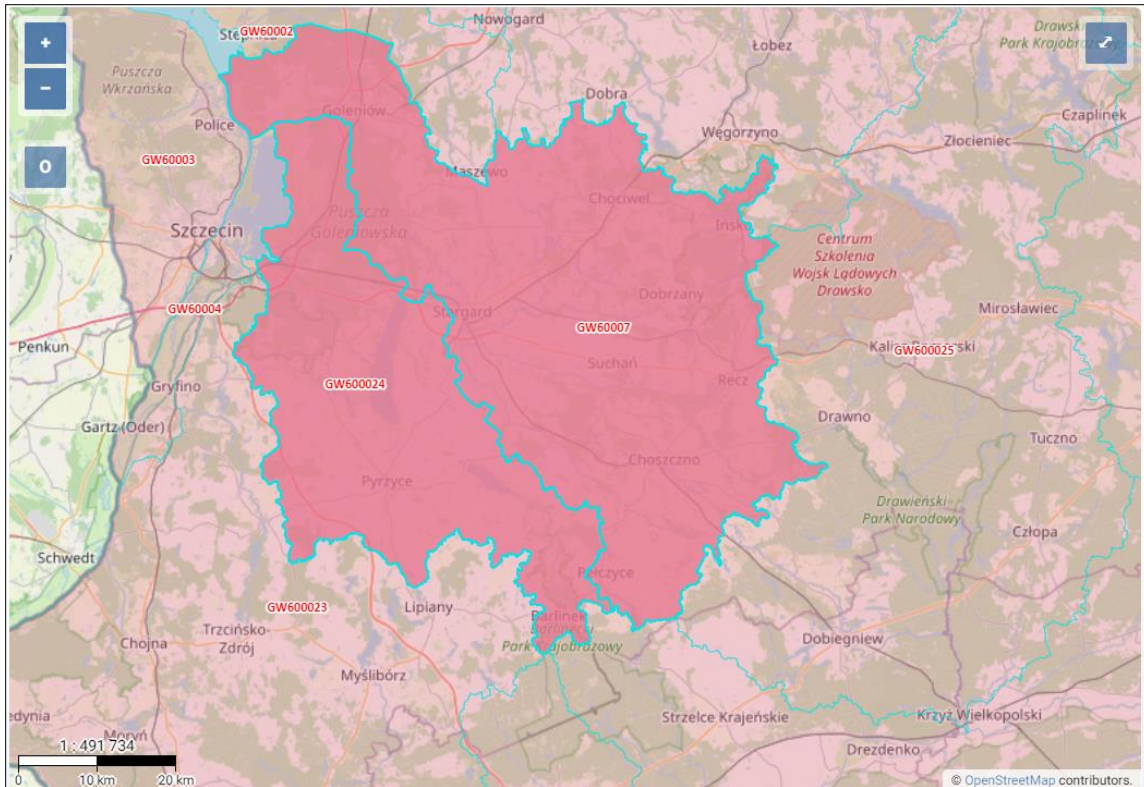 +
−
O
⤢
Nowogard
GW60002
Drawski
Park Krajobrazowy
Łobez
Puszcza
Wkrzańska
Dobra
Goleniów
Czaplinek
Police
Węgorzyno
Złocieniec
GW60003
Maszewo
Chociwel
Puszcza
Goleniowska
Szczecin
Centrum
Szkolenia
Wojsk Lądowych
Drawsko
Dobrzany
GW60004
Stargard
Mirosławiec
GW60007
Penkun
GW600025
Suchań
Recz
Gryfino
GW600024
Drawno
Gartz (Oder)
Tuczno
Choszczno
Pyrzyce
Drawieński
Park Narodowy
Człopa
Schwedt
Pełczyce
GW600023
Lipiany
Barlinek
Barlinecki
Park Krajobrazowy
Trzcińsko-
Zdrój
Chojna
Dobiegniew
Myślibórz
Strzelce Krajeńskie
Krzyż Wielkopolski
edynia
Moryń
1 : 491 734
Drezdenko
0 10 km 20 km
© OpenStreetMap contributors.